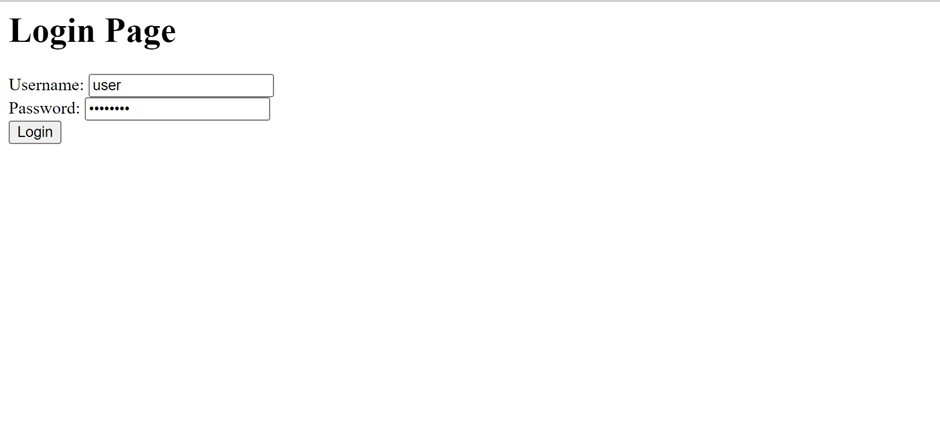 Login Page
Username: user
Password: ••••••••
Login